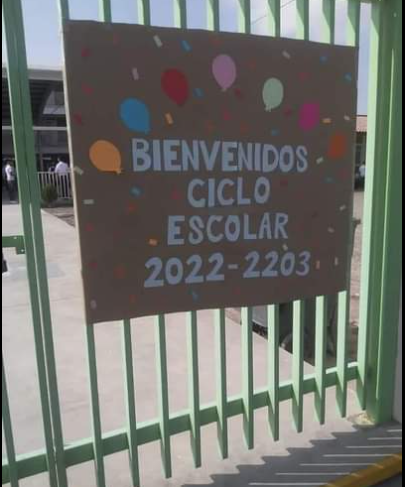 BIENVENIDOS
CICLO
ESCOLAR
2022-2203